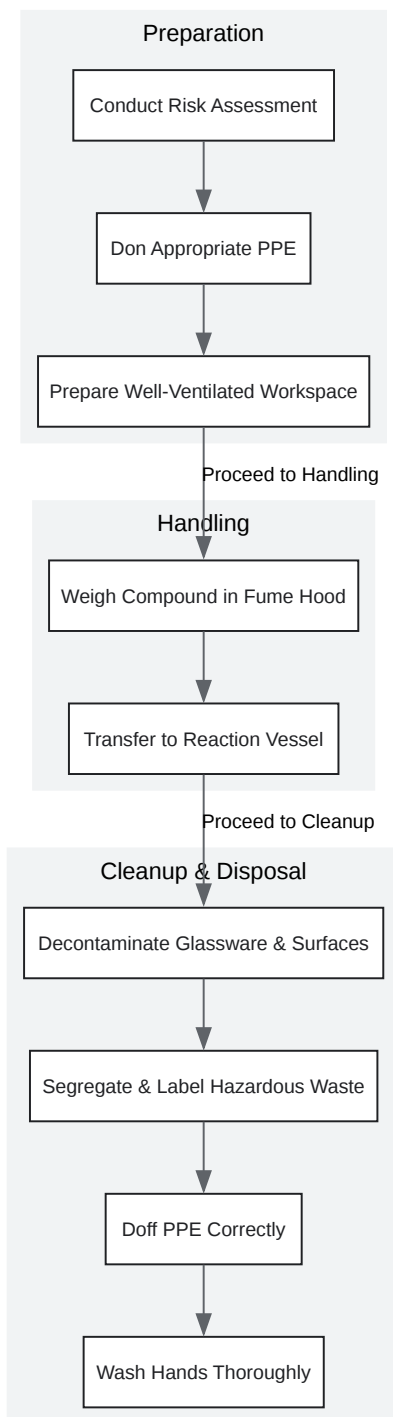 Preparation
Conduct Risk Assessment
Don Appropriate PPE
Prepare Well-Ventilated Workspace
Proceed to Handling
Handling
Weigh Compound in Fume Hood
Transfer to Reaction Vessel
Proceed to Cleanup
Cleanup & Disposal
Decontaminate Glassware & Surfaces
Segregate & Label Hazardous Waste
Doff PPE Correctly
Wash Hands Thoroughly